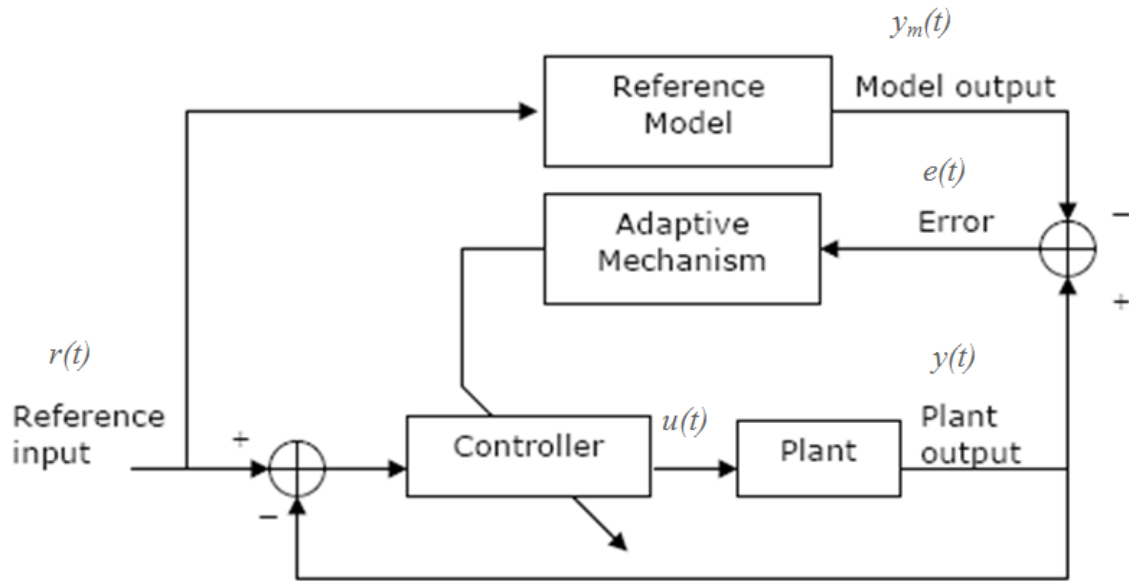 yₘ(t)
Reference
Model
Model output
e(t)
−
Adaptive
Mechanism
Error
+
r(t)
y(t)
Reference
input
+
−
Controller
u(t)
Plant
Plant
output